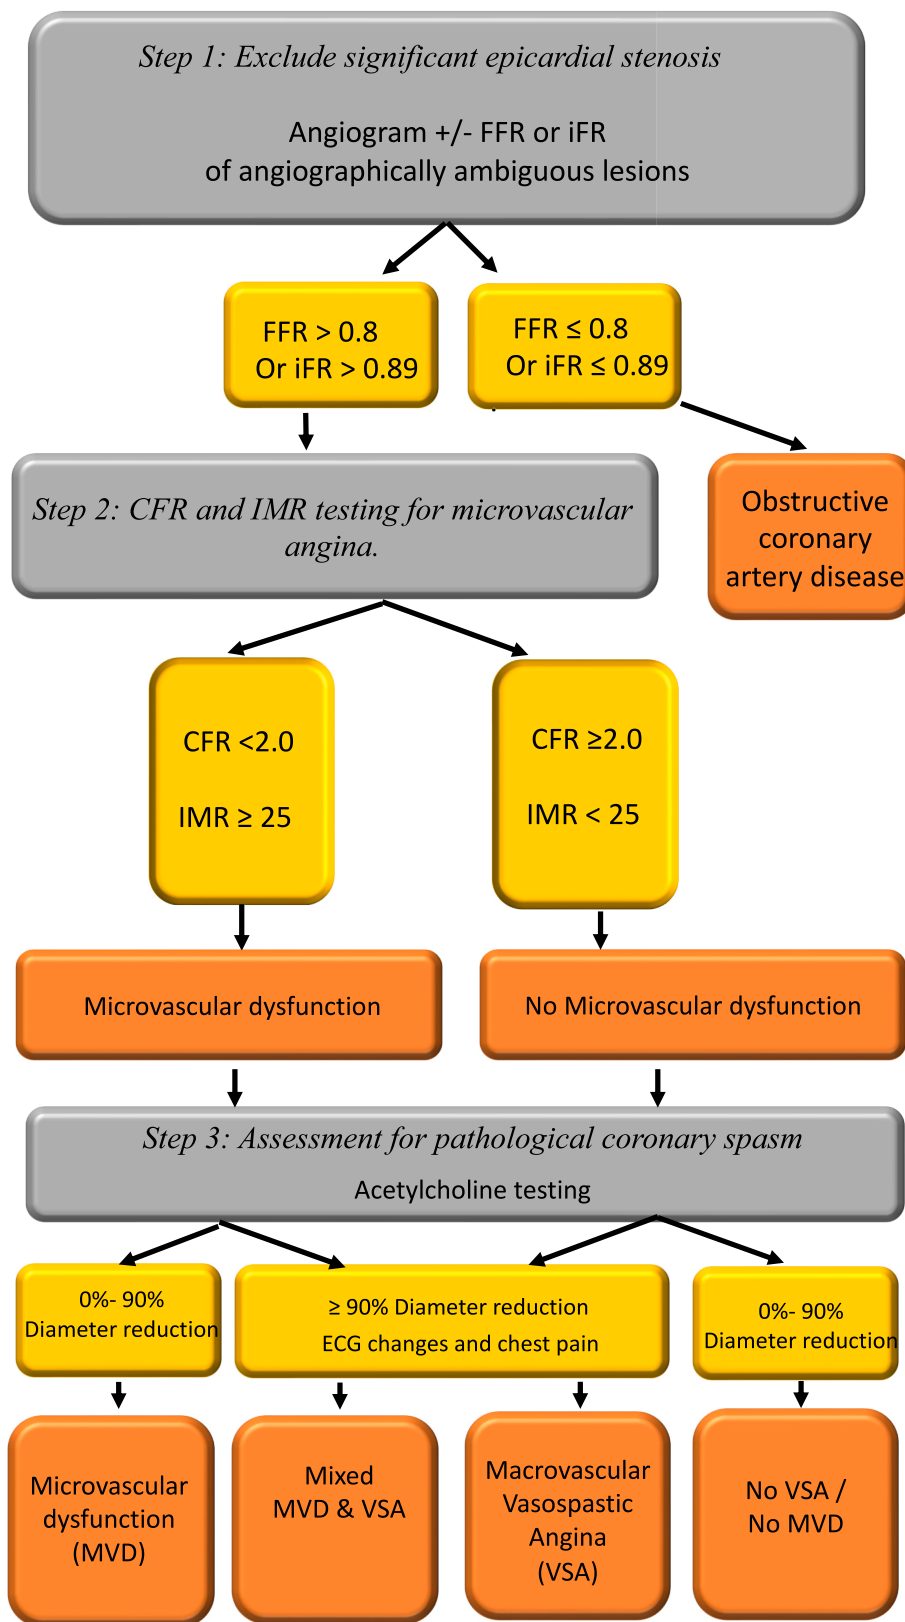 Step 1: Exclude significant epicardial stenosis
Angiogram +/- FFR or iFR
of angiographically ambiguous lesions
FFR > 0.8
Or iFR > 0.89
FFR ≤ 0.8
Or iFR ≤ 0.89
Obstructive
coronary
artery disease
Step 2: CFR and IMR testing for microvascular
angina.
CFR <2.0
IMR ≥ 25
CFR ≥2.0
IMR < 25
Microvascular dysfunction
No Microvascular dysfunction
Step 3: Assessment for pathological coronary spasm
Acetylcholine testing
0%- 90%
Diameter reduction
≥ 90% Diameter reduction
ECG changes and chest pain
0%- 90%
Diameter reduction
Microvascular
dysfunction
(MVD)
Mixed
MVD & VSA
Macrovascular
Vasospastic
Angina
(VSA)
No VSA /
No MVD